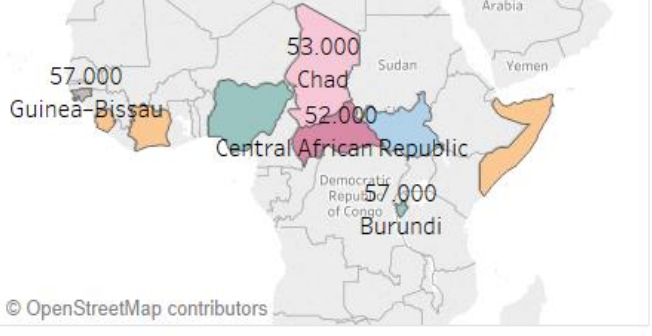 Arabia
53.000
Chad
Sudan
Yemen
57.000
Guinea-Bissau
52.000
Central African Republic
Democratic
Republic
of Congo
57.000
Burundi
© OpenStreetMap contributors